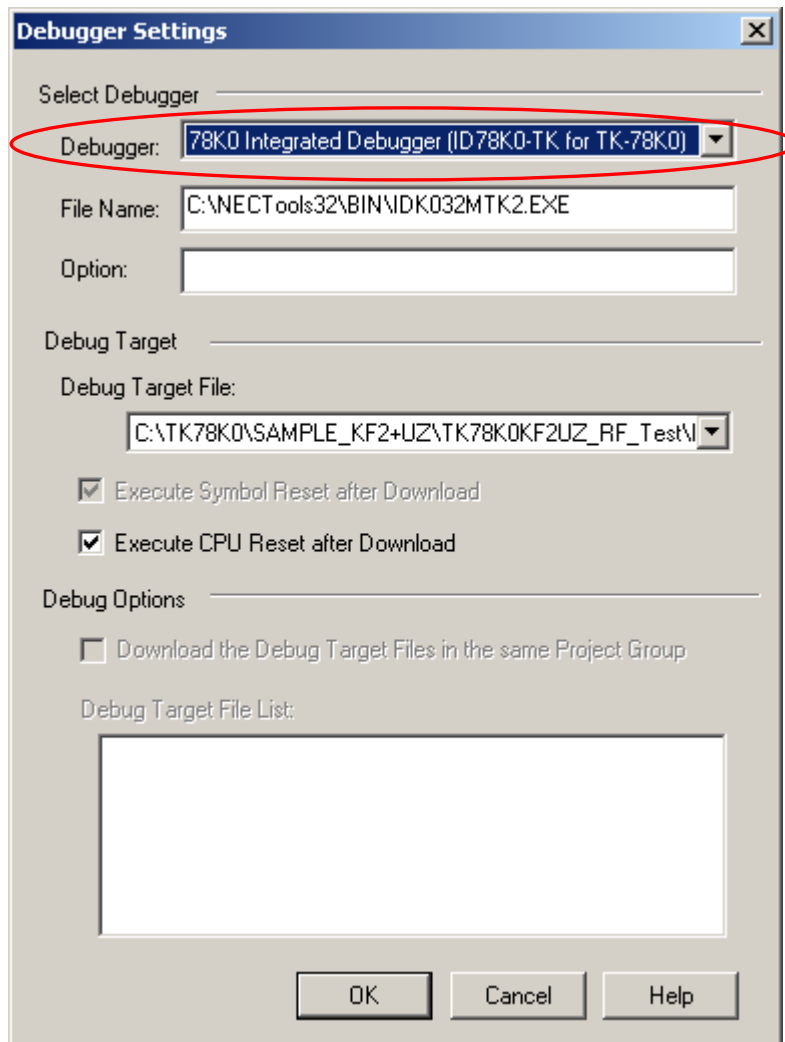 Debugger Settings
Select Debugger
Debugger: 78K0 Integrated Debugger (ID78K0-TK for TK-78K0)
File Name: C:\NECTools32\BIN\IDK032MTK2.EXE
Option:
Debug Target
Debug Target File:
C:\TK78K0\SAMPLE_KF2+UZ\TK78K0KF2UZ_RF_Test\
Execute Symbol Reset after Download
Execute CPU Reset after Download
Debug Options
Download the Debug Target Files in the same Project Group
Debug Target File List:
OK Cancel Help